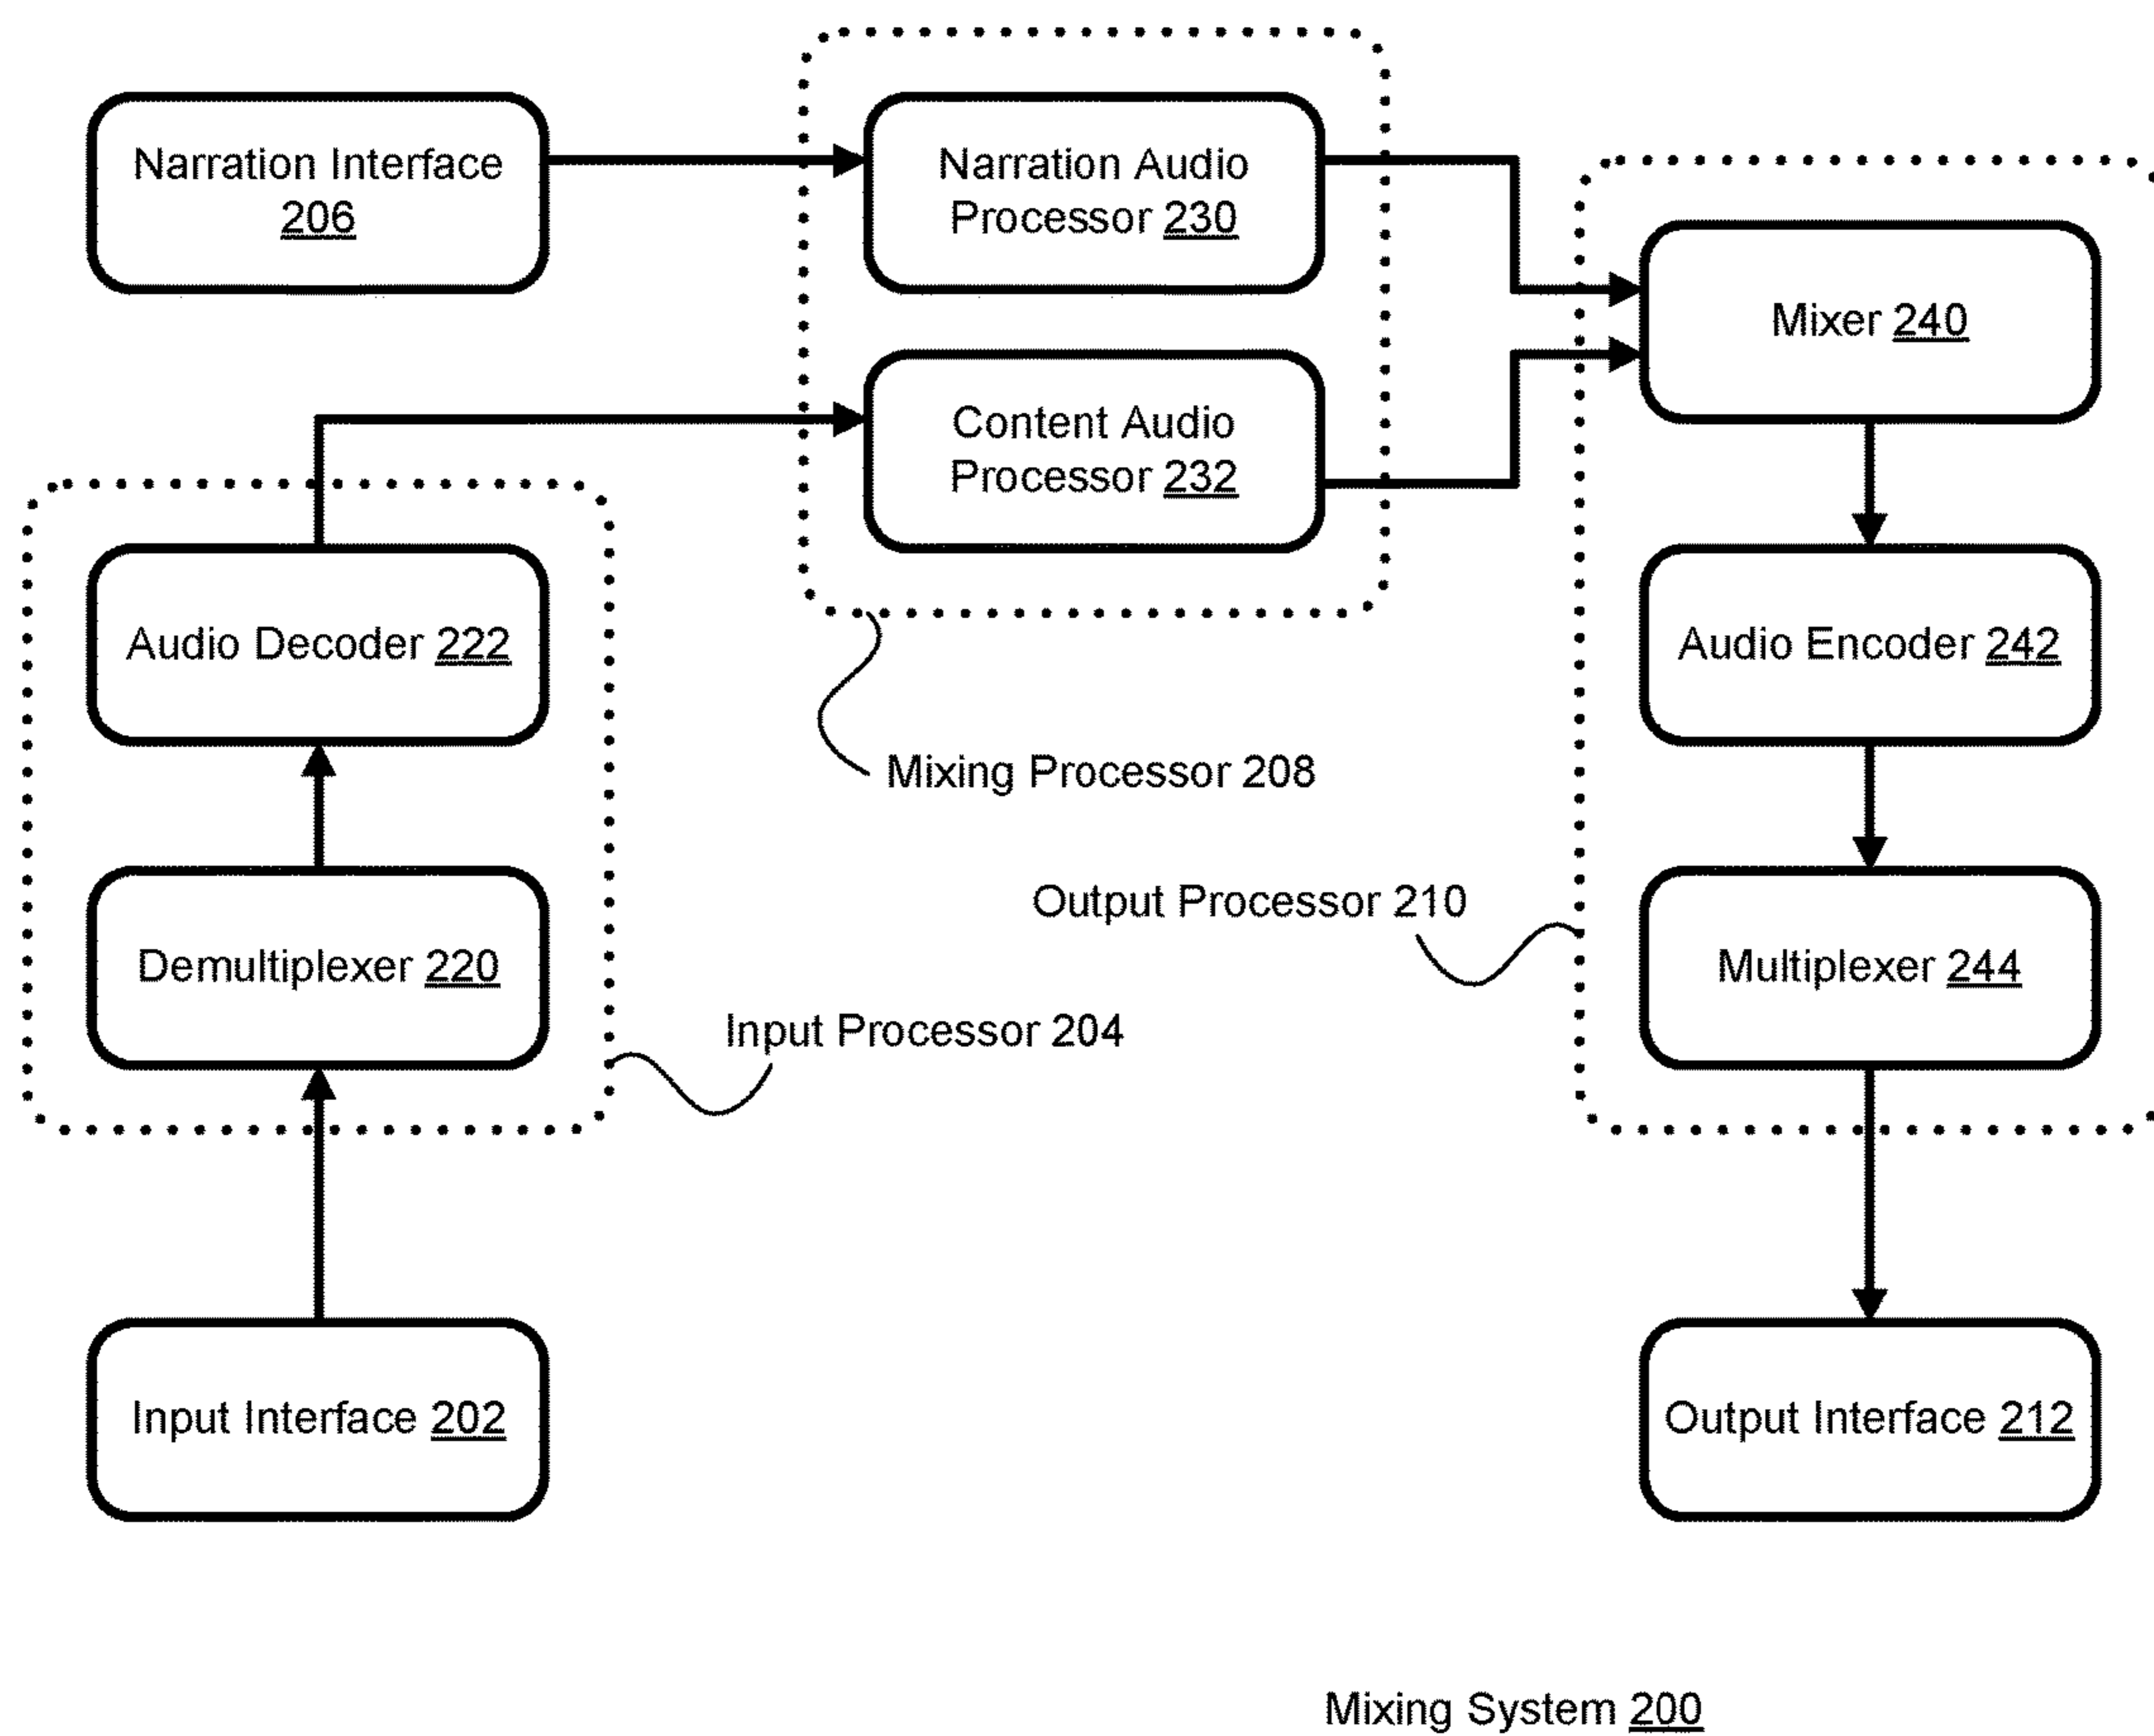 Narration Interface
206
Narration Audio
Processor 230
Mixer 240
Content Audio
Processor 232
Audio Decoder 222
Audio Encoder 242
Mixing Processor 208
Output Processor 210
Demultiplexer 220
Multiplexer 244
Input Processor 204
Input Interface 202
Output Interface 212
Mixing System 200